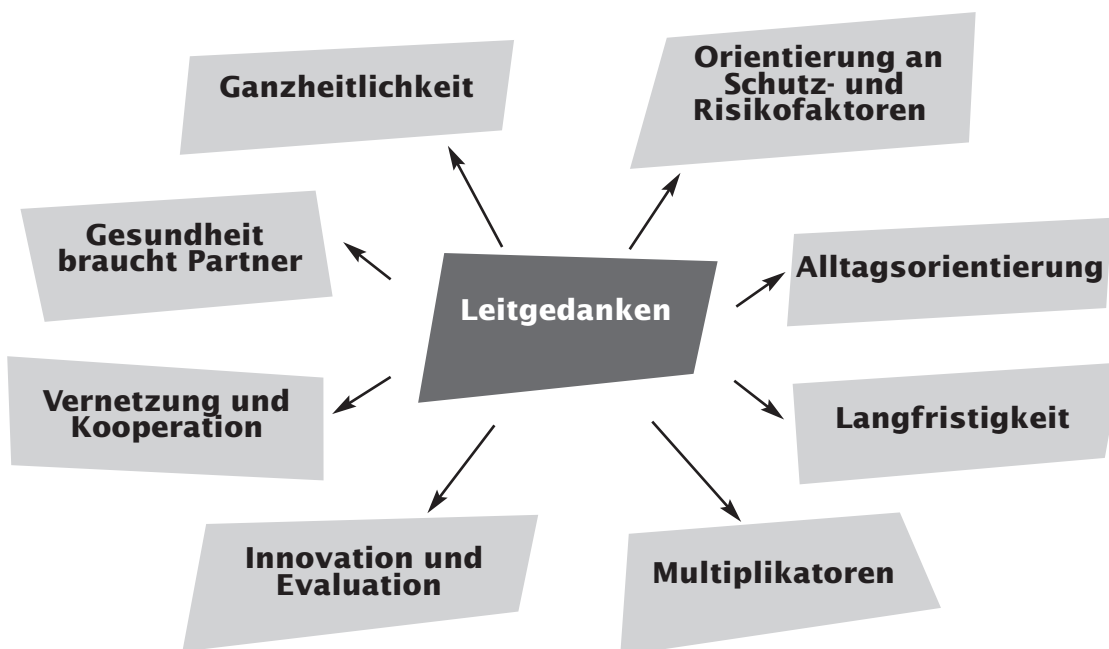 Ganzheitlichkeit
Orientierung an
Schutz- und
Risikofaktoren
Gesundheit
braucht Partner
Alltagsorientierung
Leitgedanken
Vernetzung und
Kooperation
Langfristigkeit
Innovation und
Evaluation
Multiplikatoren